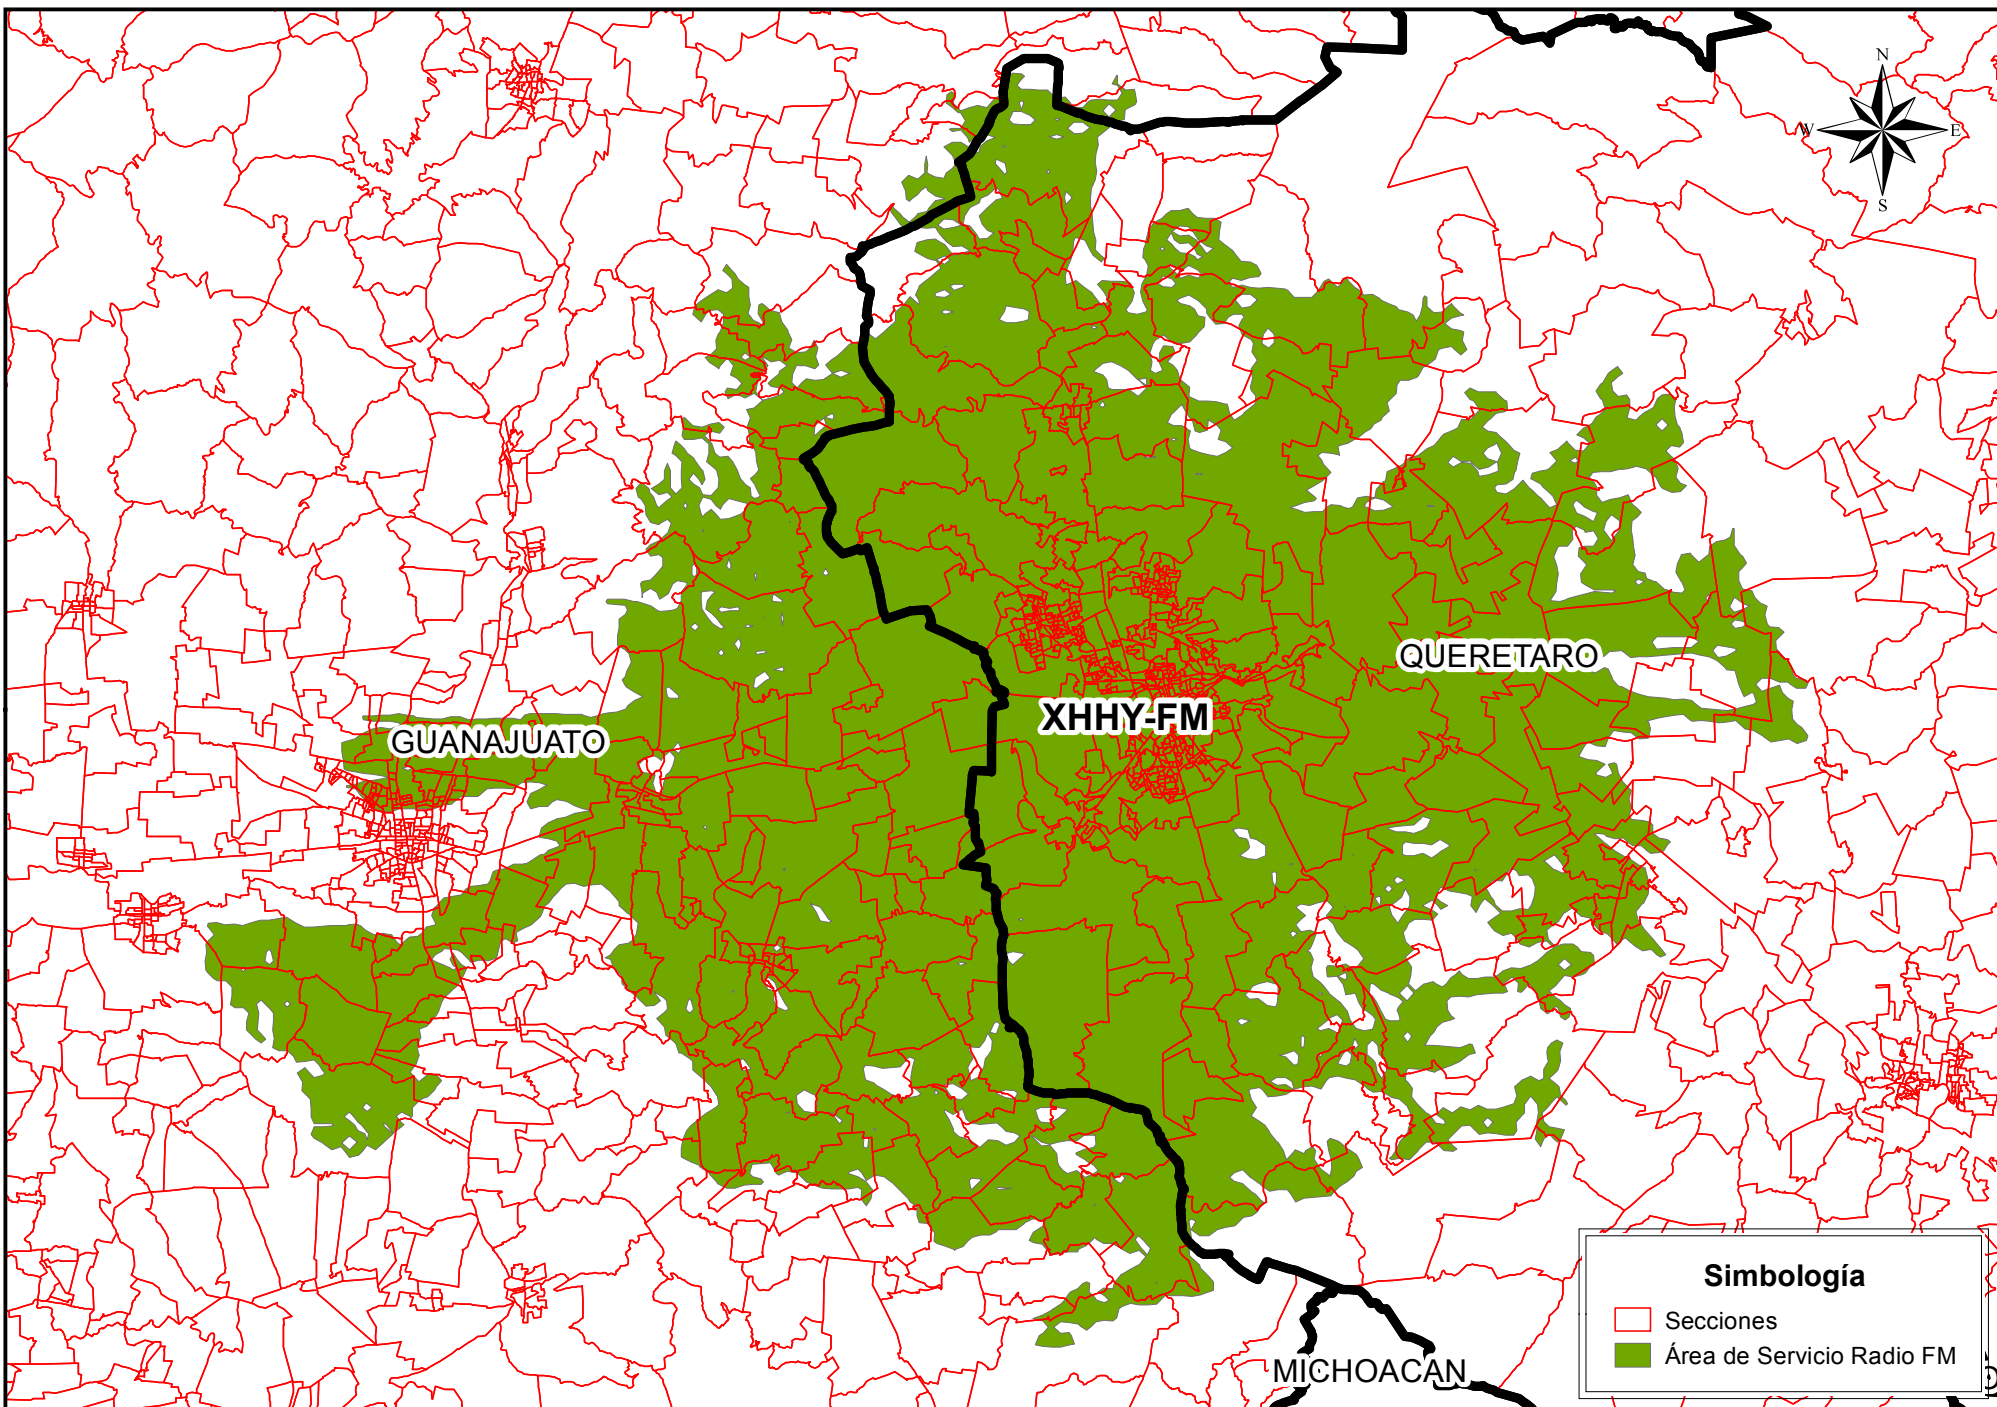 N
W E
S
QUERETARO
XHHY-FM
GUANAJUATO
Simbología
Secciones
Área de Servicio Radio FM
MICHOACAN